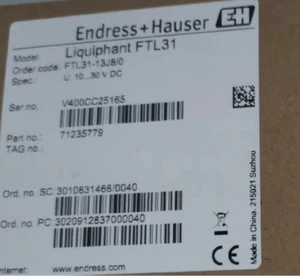 Endress+Hauser EH
Model: Liquiphant FTL31
Order code: FTL31-13J8/0
Spec.: U: 10...30 V DC
Ser no.: V400CC25165
Part no.: 71235779
TAG no.:
Ord. no. SC: 3010631466/0040
Ord. no. PC: 3020912837000040
Internet: www.endress.com
Made in China, 215021 Suzhou
CE